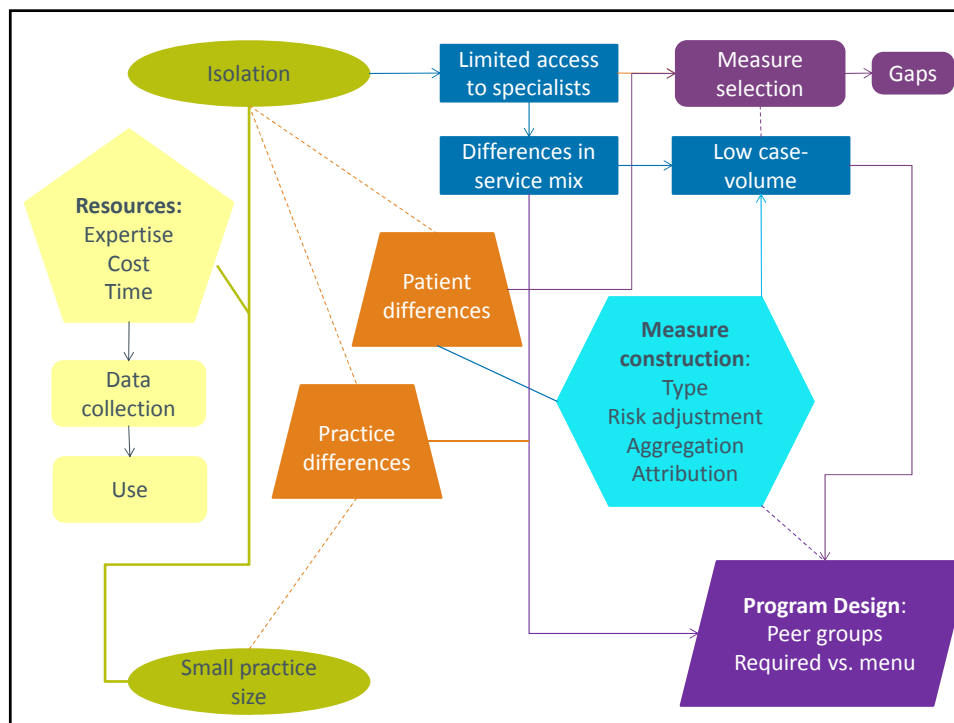 Isolation
Limited access
to specialists
Measure
selection
Gaps
Differences in
service mix
Low case-
volume
Resources:
Expertise
Cost
Time
Patient
differences
Measure
construction:
Type
Risk adjustment
Aggregation
Attribution
Data
collection
Practice
differences
Use
Small practice
size
Program Design:
Peer groups
Required vs. menu